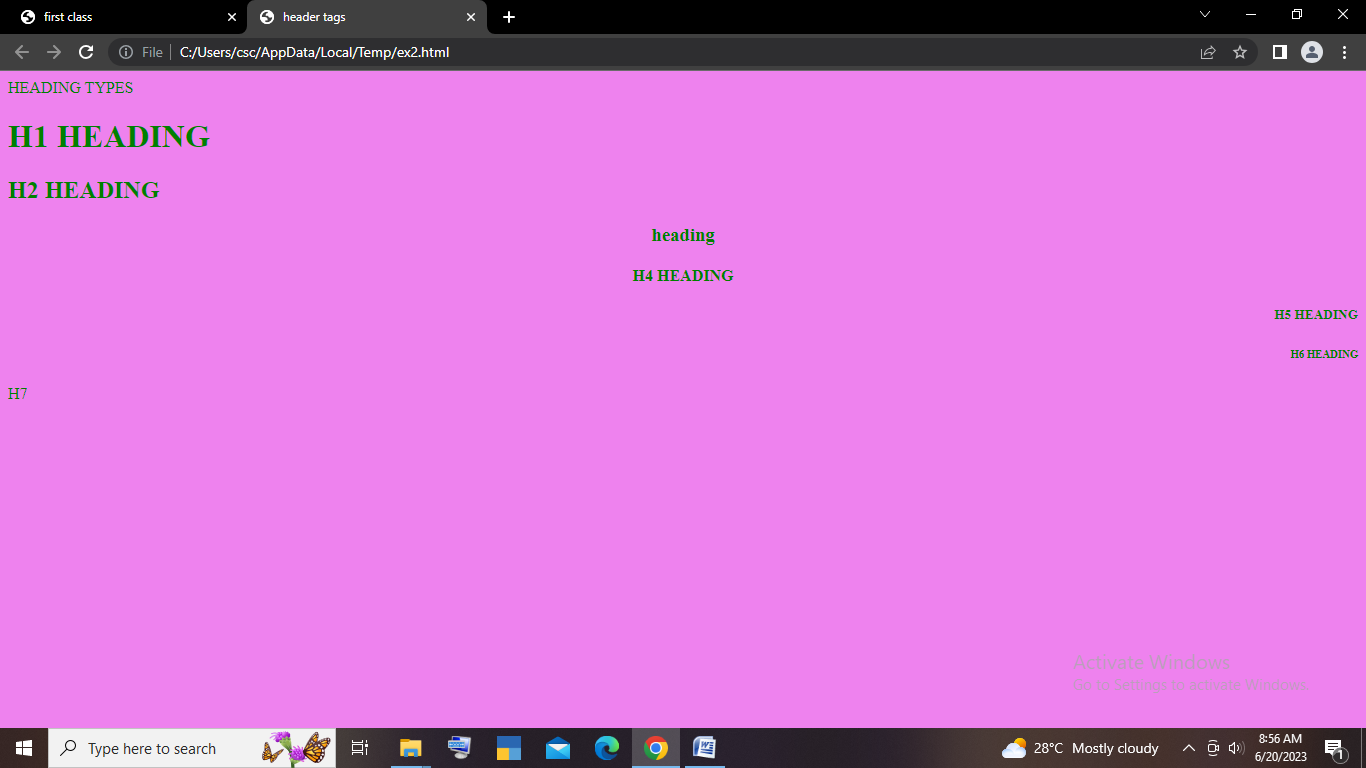 first class
header tags
File
C:/Users/csc/AppData/Local/Temp/ex2.html
HEADING TYPES
H1 HEADING
H2 HEADING
heading
H4 HEADING
H5 HEADING
H6 HEADING
H7
Activate Windows
Go to Settings to activate Windows.
Type here to search
28°C Mostly cloudy
8:56 AM
6/20/2023
1